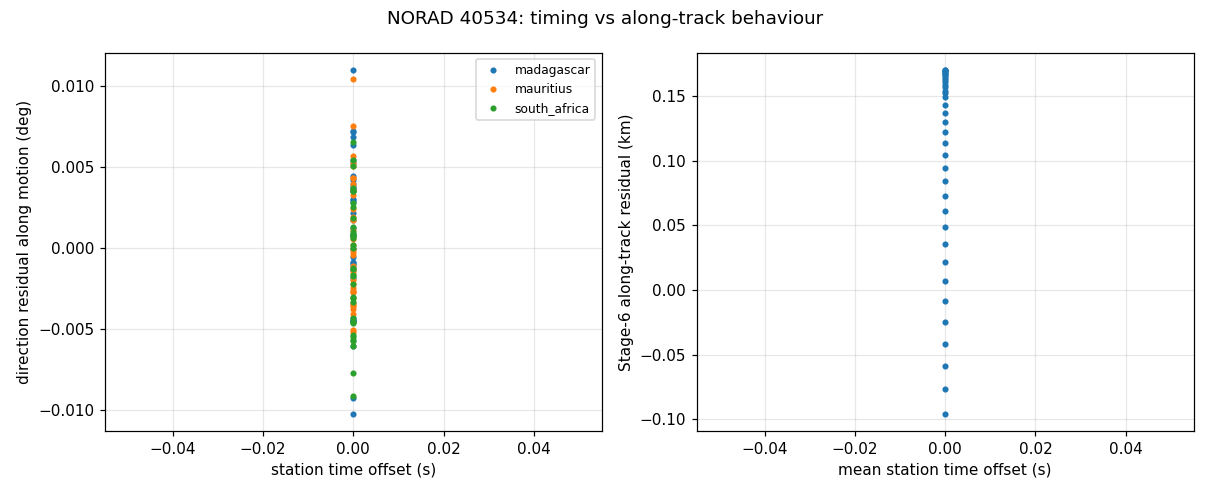 NORAD 40534: timing vs along-track behaviour
direction residual along motion (deg)
0.010
0.005
0.000
−0.005
−0.010
madagascar
mauritius
south_africa
−0.04
−0.02
0.00
0.02
0.04
station time offset (s)
Stage-6 along-track residual (km)
0.15
0.10
0.05
0.00
−0.05
−0.10
−0.04
−0.02
0.00
0.02
0.04
mean station time offset (s)